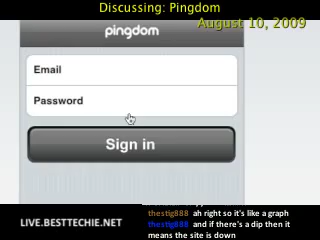 Discussing: Pingdom
August 10, 2009
pingdom
Email
Password
Sign in
thestig888 ah right so it's like a graph
LIVE.BESTTECHIE.NET
thestig888 and if there's a dip then it
means the site is down